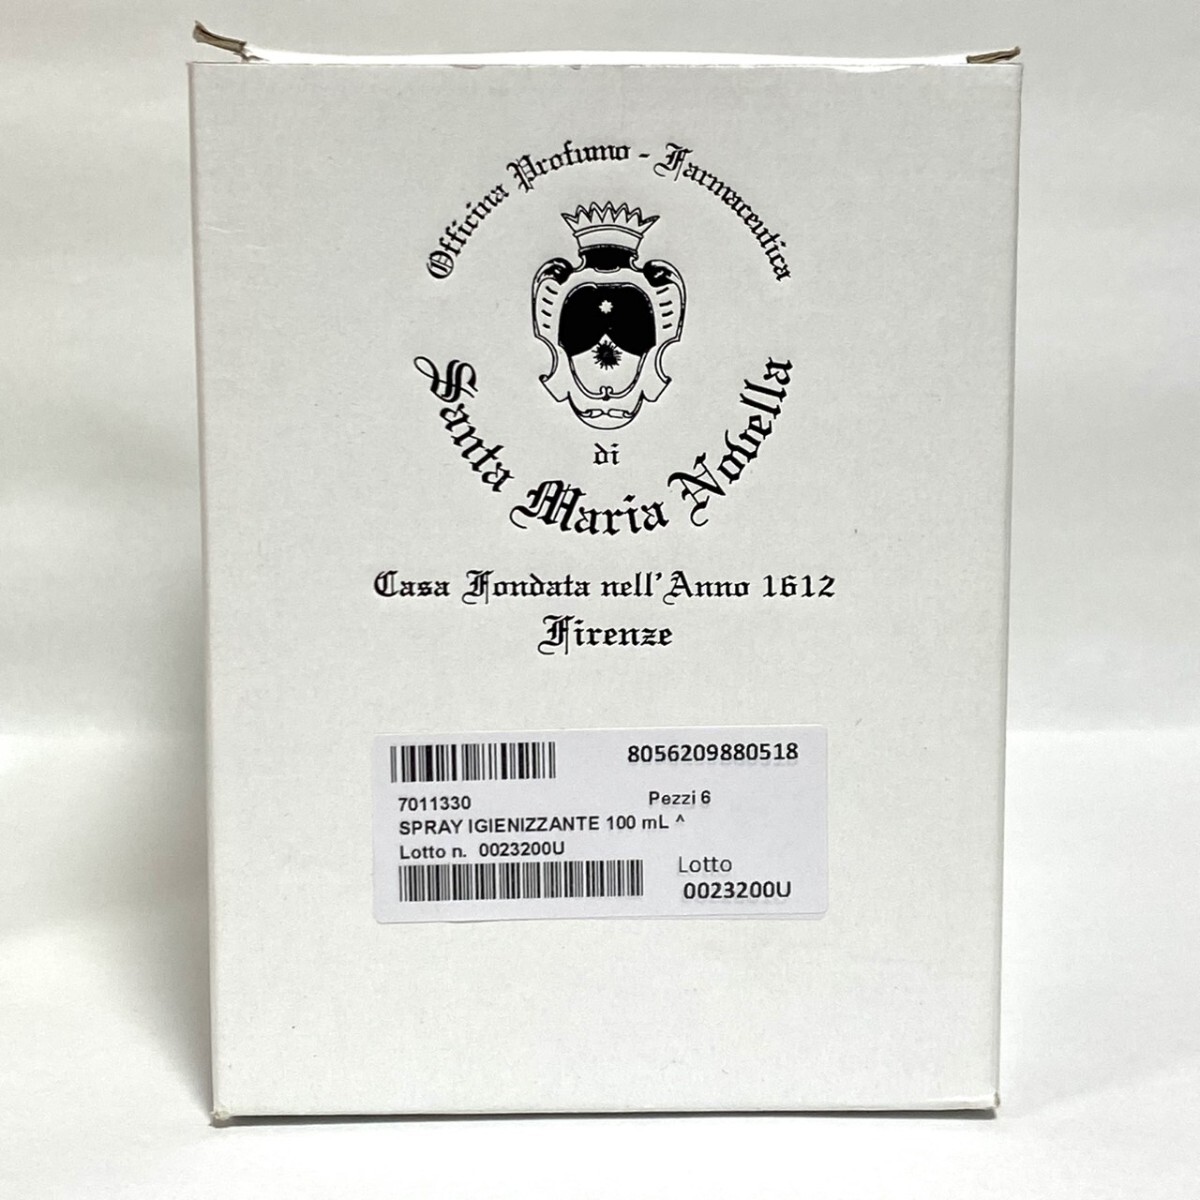 Officina Profumo - Farmaceutica
di
Santa Maria Novella
Casa Fondata nell'Anno 1612
Firenze
8056209880518
7011330 Pezzi 6
SPRAY IGIENIZZANTE 100 mL ^
Lotto n. 0023200U
Lotto
0023200U